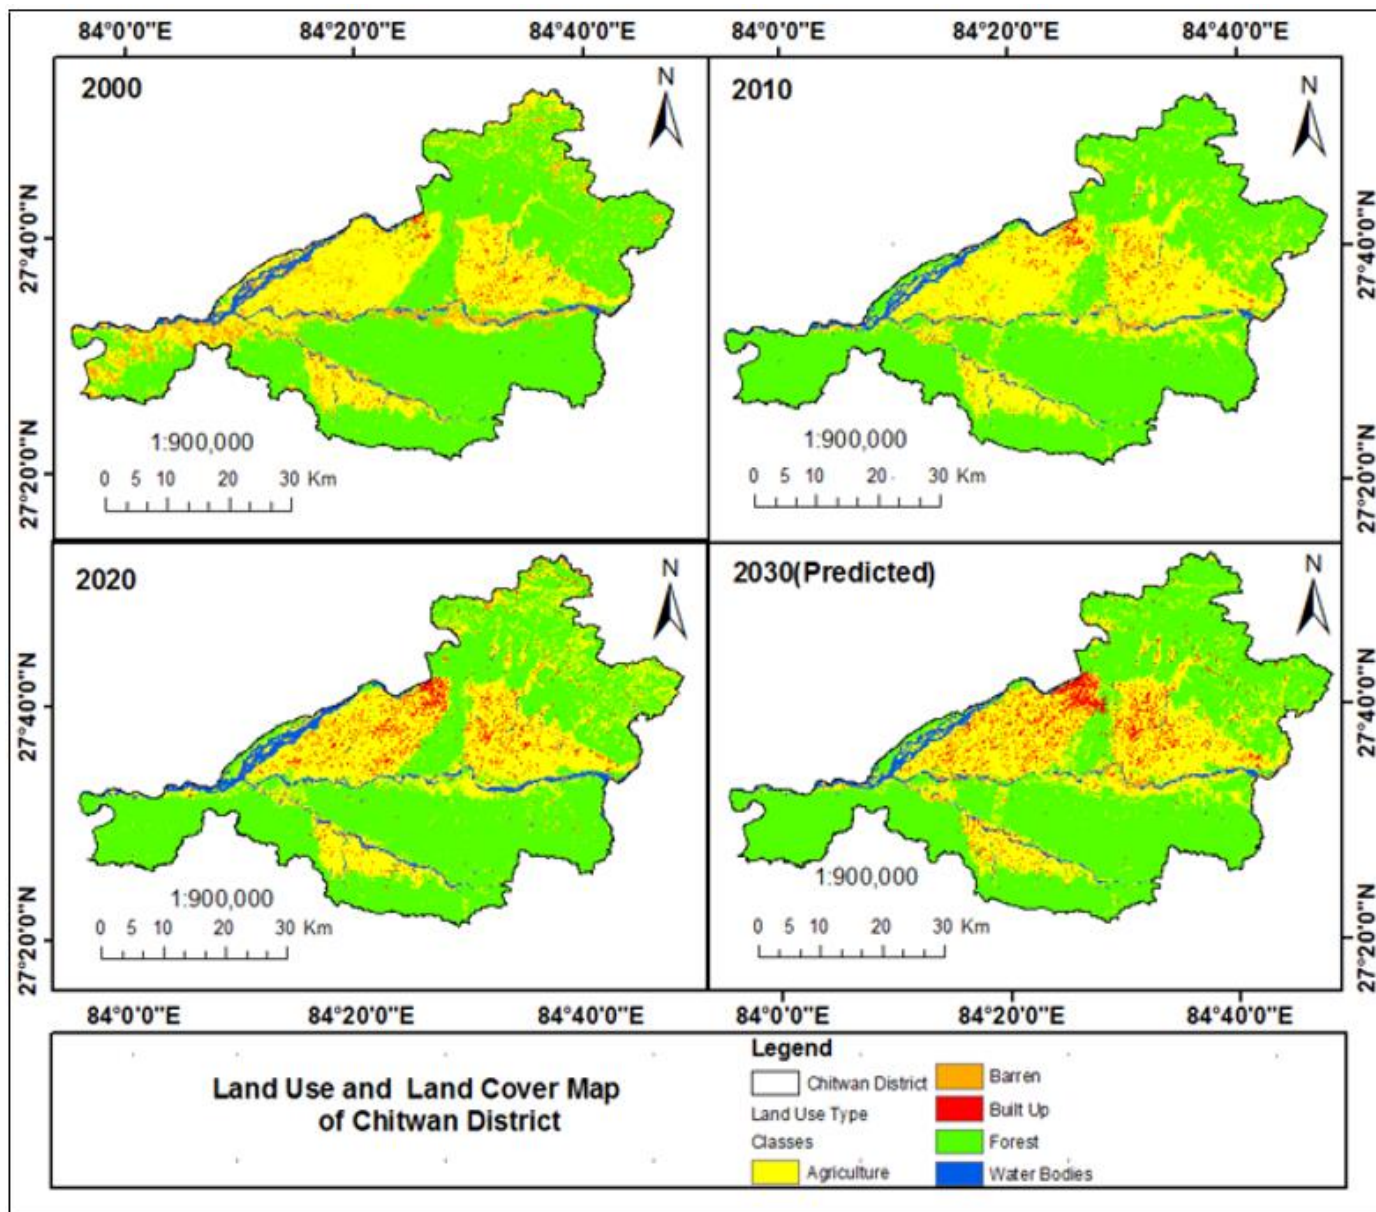 84°0'0"E 84°20'0"E 84°40'0"E 84°0'0"E 84°20'0"E 84°40'0"E
2000
N
27°40'0"N
27°20'0"N
1:900,000
0 5 10 20 30 Km
2010
N
27°40'0"N
27°20'0"N
1:900,000
0 5 10 20 30 Km
2020
N
27°40'0"N
27°20'0"N
1:900,000
0 5 10 20 30 Km
2030(Predicted)
N
27°40'0"N
27°20'0"N
1:900,000
0 5 10 20 30 Km
84°0'0"E 84°20'0"E 84°40'0"E 84°0'0"E 84°20'0"E 84°40'0"E
Land Use and Land Cover Map
of Chitwan District
Legend
Chitwan District
Land Use Type
Classes
Agriculture
Barren
Built Up
Forest
Water Bodies